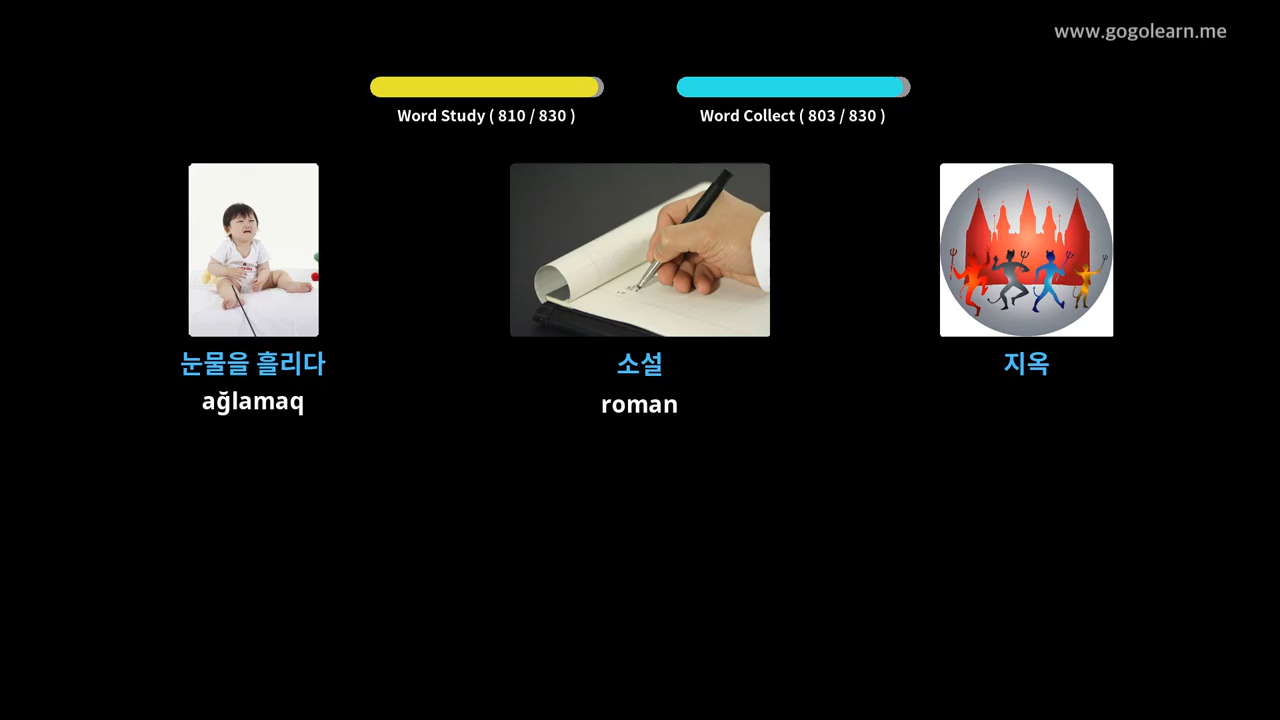 www.gogolearn.me
Word Study ( 810 / 830 )
Word Collect ( 803 / 830 )
눈물을 흘리다
ağlamaq
소설
roman
지옥